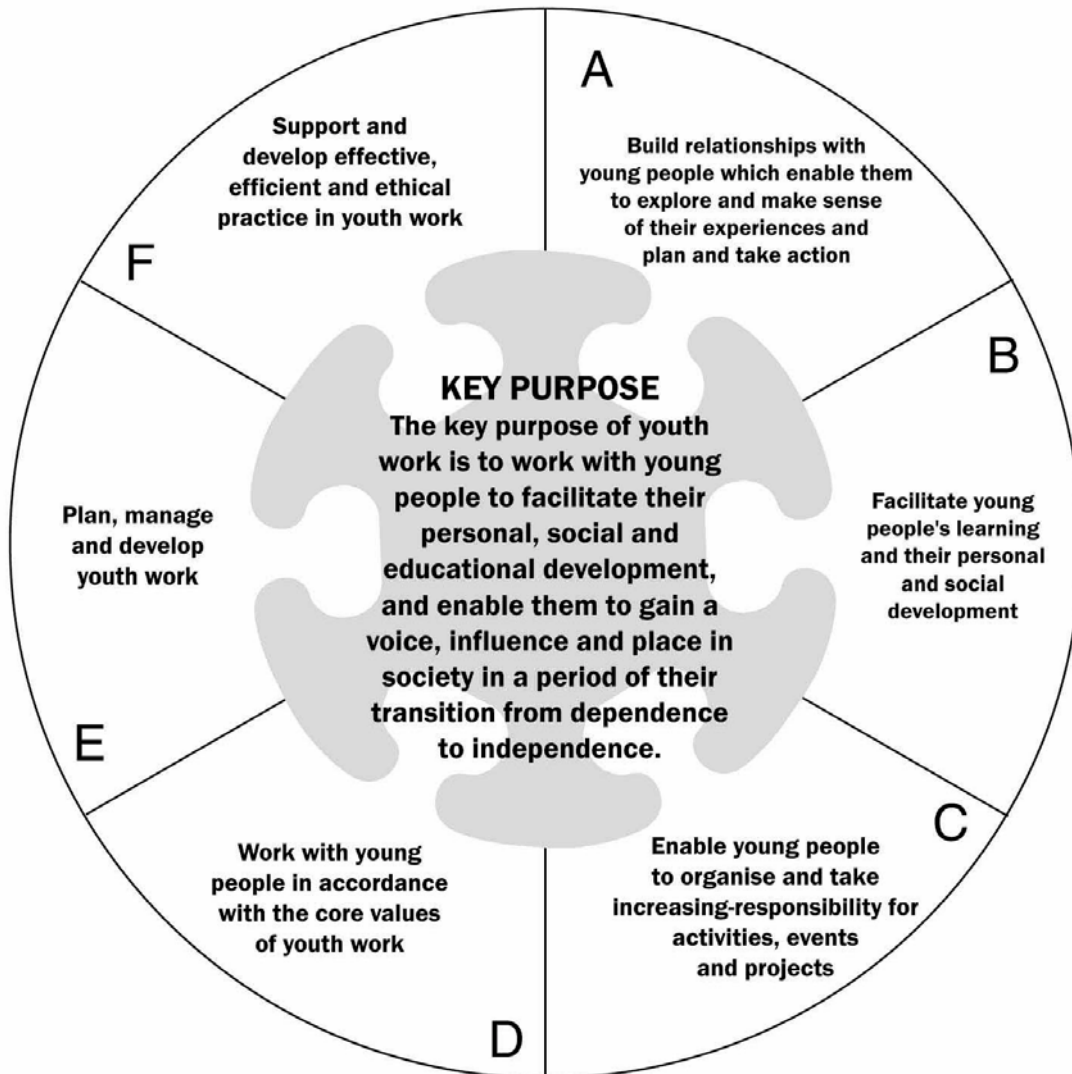 A
Build relationships with
young people which enable them
to explore and make sense
of their experiences and
plan and take action
B
Facilitate young
people's learning
and their personal
and social
development
C
Enable young people
to organise and take
increasing-responsibility for
activities, events
and projects
D
Work with young
people in accordance
with the core values
of youth work
E
Plan, manage
and develop
youth work
F
Support and
develop effective,
efficient and ethical
practice in youth work
KEY PURPOSE
The key purpose of youth
work is to work with young
people to facilitate their
personal, social and
educational development,
and enable them to gain a
voice, influence and place in
society in a period of their
transition from dependence
to independence.